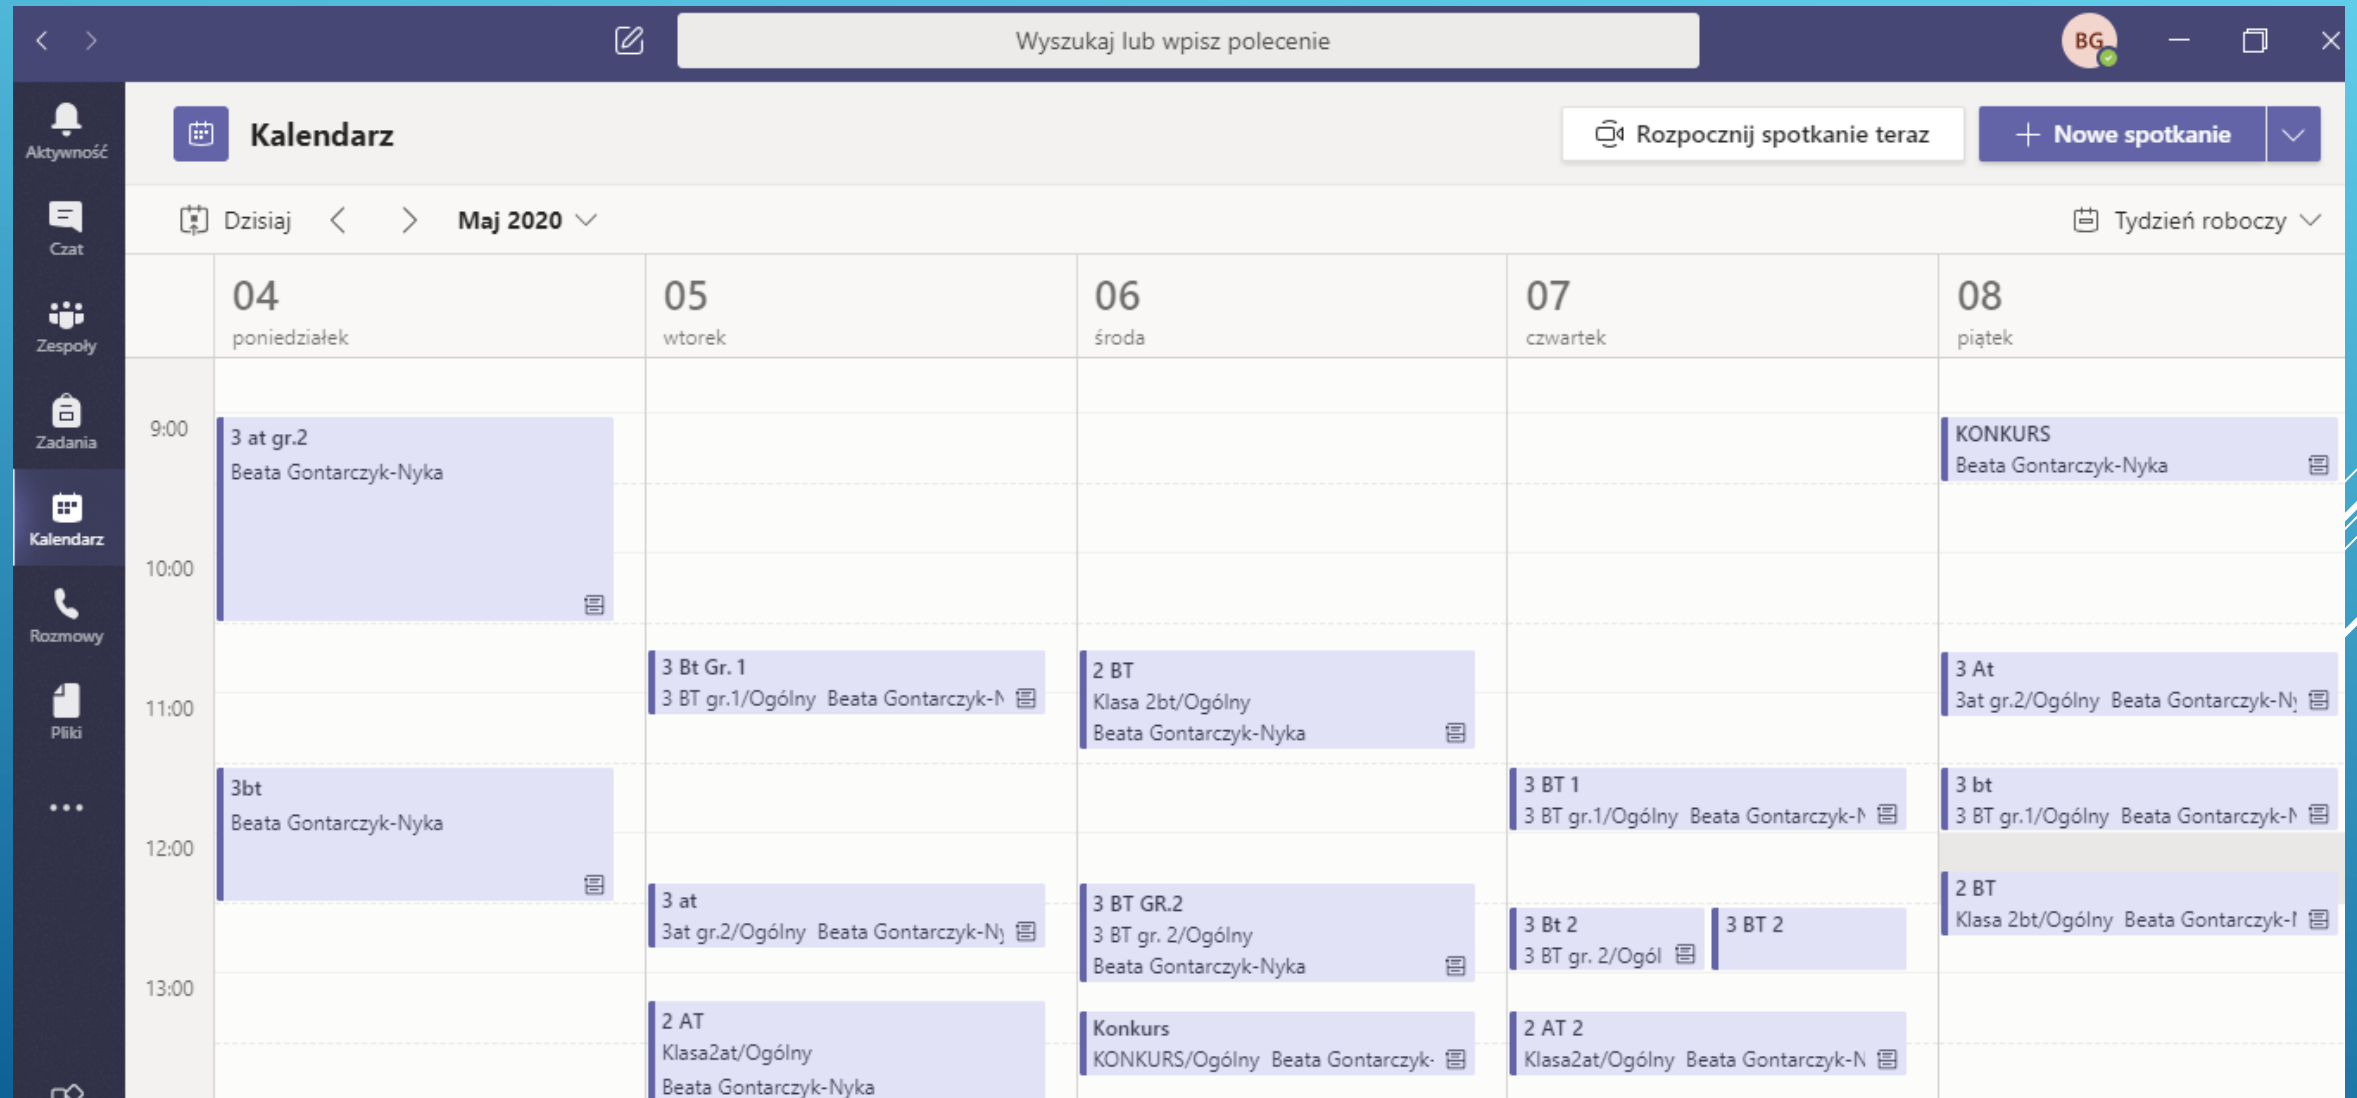 Wyszukaj lub wpisz polecenie
BG
Aktywność
Czat
Zespoły
Zadania
Kalendarz
Rozmowy
Pliki
Kalendarz
Rozpocznij spotkanie teraz
Nowe spotkanie
Dzisiaj
Maj 2020
Tydzień roboczy
04
poniedziałek
05
wtorek
06
środa
07
czwartek
08
piątek
9:00
10:00
11:00
12:00
13:00
3 at gr.2
Beata Gontarczyk-Nyka
3bt
Beata Gontarczyk-Nyka
3 Bt Gr. 1
3 BT gr.1/Ogólny Beata Gontarczyk-N
3 at
3at gr.2/Ogólny Beata Gontarczyk-Ny
2 AT
Klasa2at/Ogólny
Beata Gontarczyk-Nyka
2 BT
Klasa 2bt/Ogólny
Beata Gontarczyk-Nyka
3 BT GR.2
3 BT gr. 2/Ogólny
Beata Gontarczyk-Nyka
Konkurs
KONKURS/Ogólny Beata Gontarczyk-
3 BT 1
3 BT gr.1/Ogólny Beata Gontarczyk-N
3 Bt 2
3 BT gr. 2/Ogól
3 BT 2
2 AT 2
Klasa2at/Ogólny Beata Gontarczyk-N
KONKURS
Beata Gontarczyk-Nyka
3 At
3at gr.2/Ogólny Beata Gontarczyk-Ny
3 bt
3 BT gr.1/Ogólny Beata Gontarczyk-N
2 BT
Klasa 2bt/Ogólny Beata Gontarczyk-N